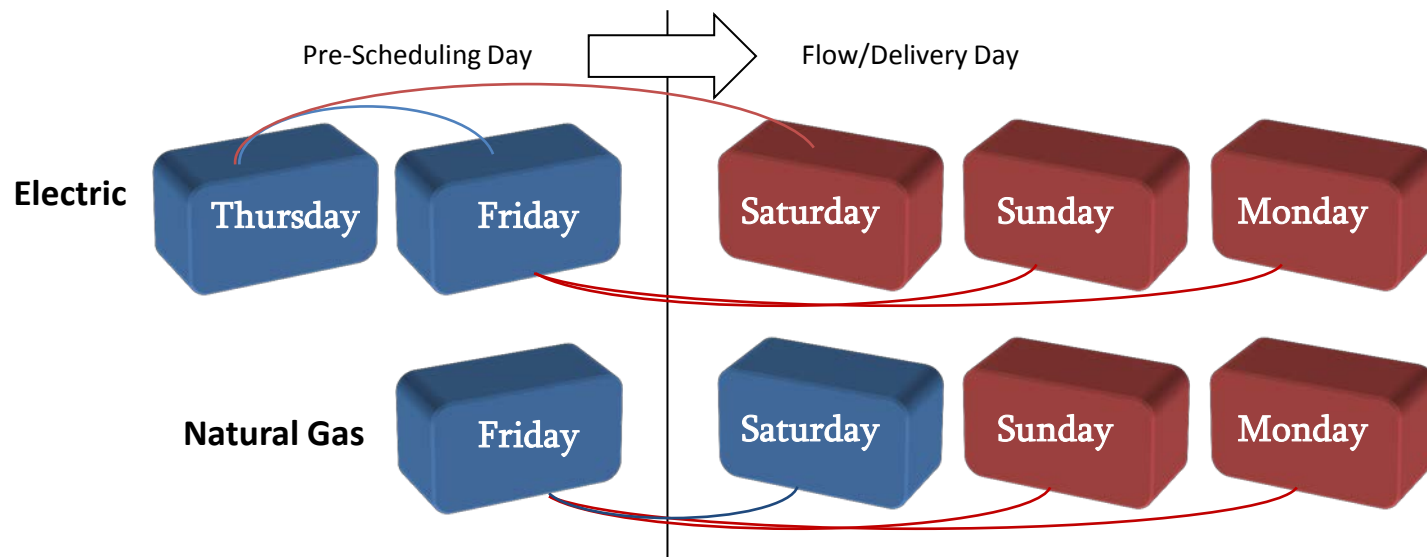 Pre-Scheduling Day
Flow/Delivery Day
Electric
Thursday
Friday
Saturday
Sunday
Monday
Natural Gas
Friday
Saturday
Sunday
Monday